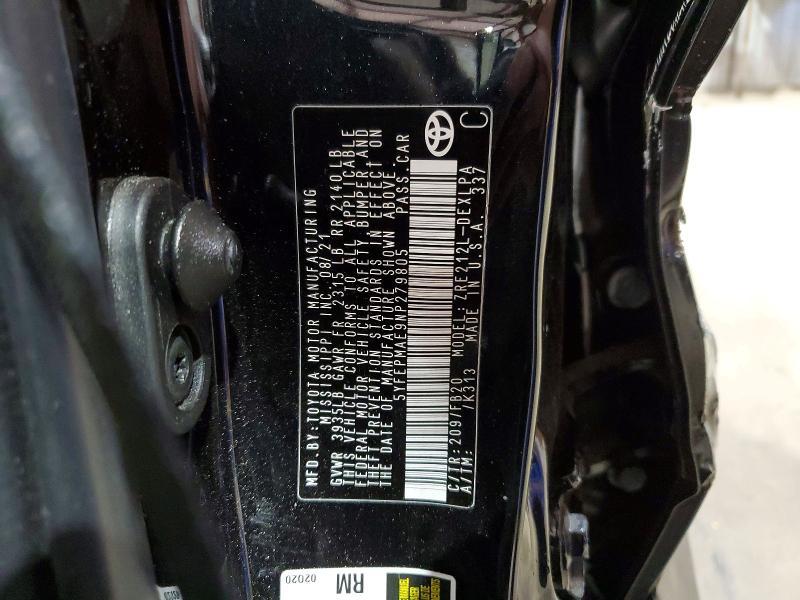 MFD. BY: TOYOTA MOTOR MANUFACTURING
MISSISSIPPI INC. 08/21
GVWR 3935LB GAWR FR 2315 LB RR 2140 LB
THIS VEHICLE CONFORMS TO ALL APPLICABLE
FEDERAL MOTOR VEHICLE SAFETY, BUMPER AND
THEFT PREVENTION STANDARDS IN EFFECT ON
THE DATE OF MANUFACTURE SHOWN ABOVE.
5YFEPMAE9NP279805 PASS. CAR
C/TR: 209/FB20 MODEL: ZRE212L-DEXLPA
A/TM: /K313 MADE IN U.S.A. 337
C
02020
RM